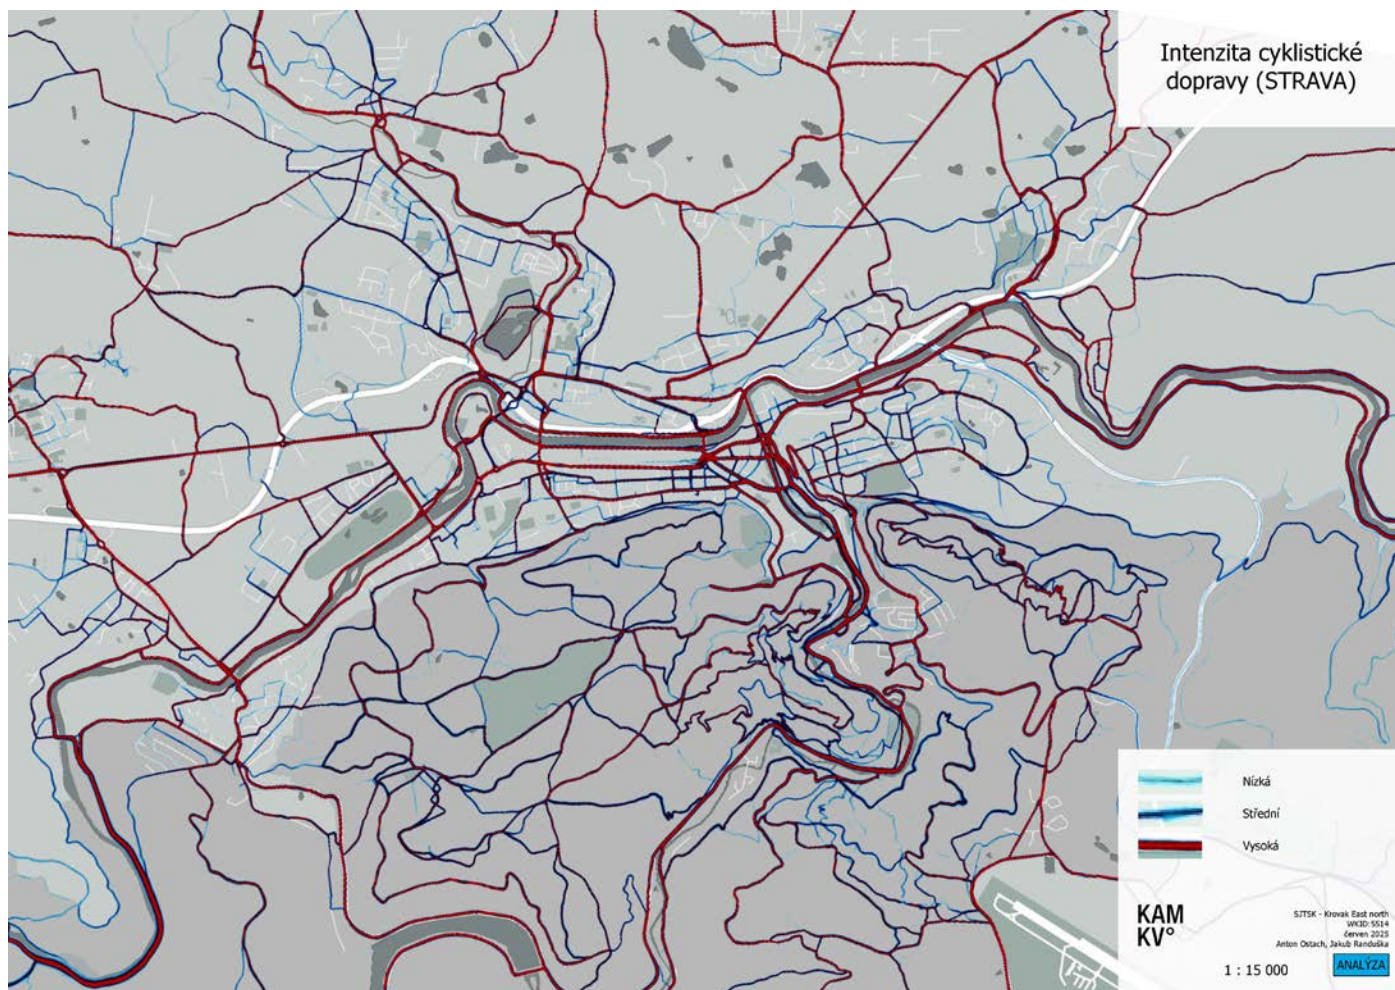 Intenzita cyklistické
dopravy (STRAVA)
Nízká
Střední
Vysoká
KAM
KV°
SJTSK - Krovak East north
WKID: 5514
červen 2025
Anton Ostach, Jakub Randuška
1 : 15 000
ANALÝZA